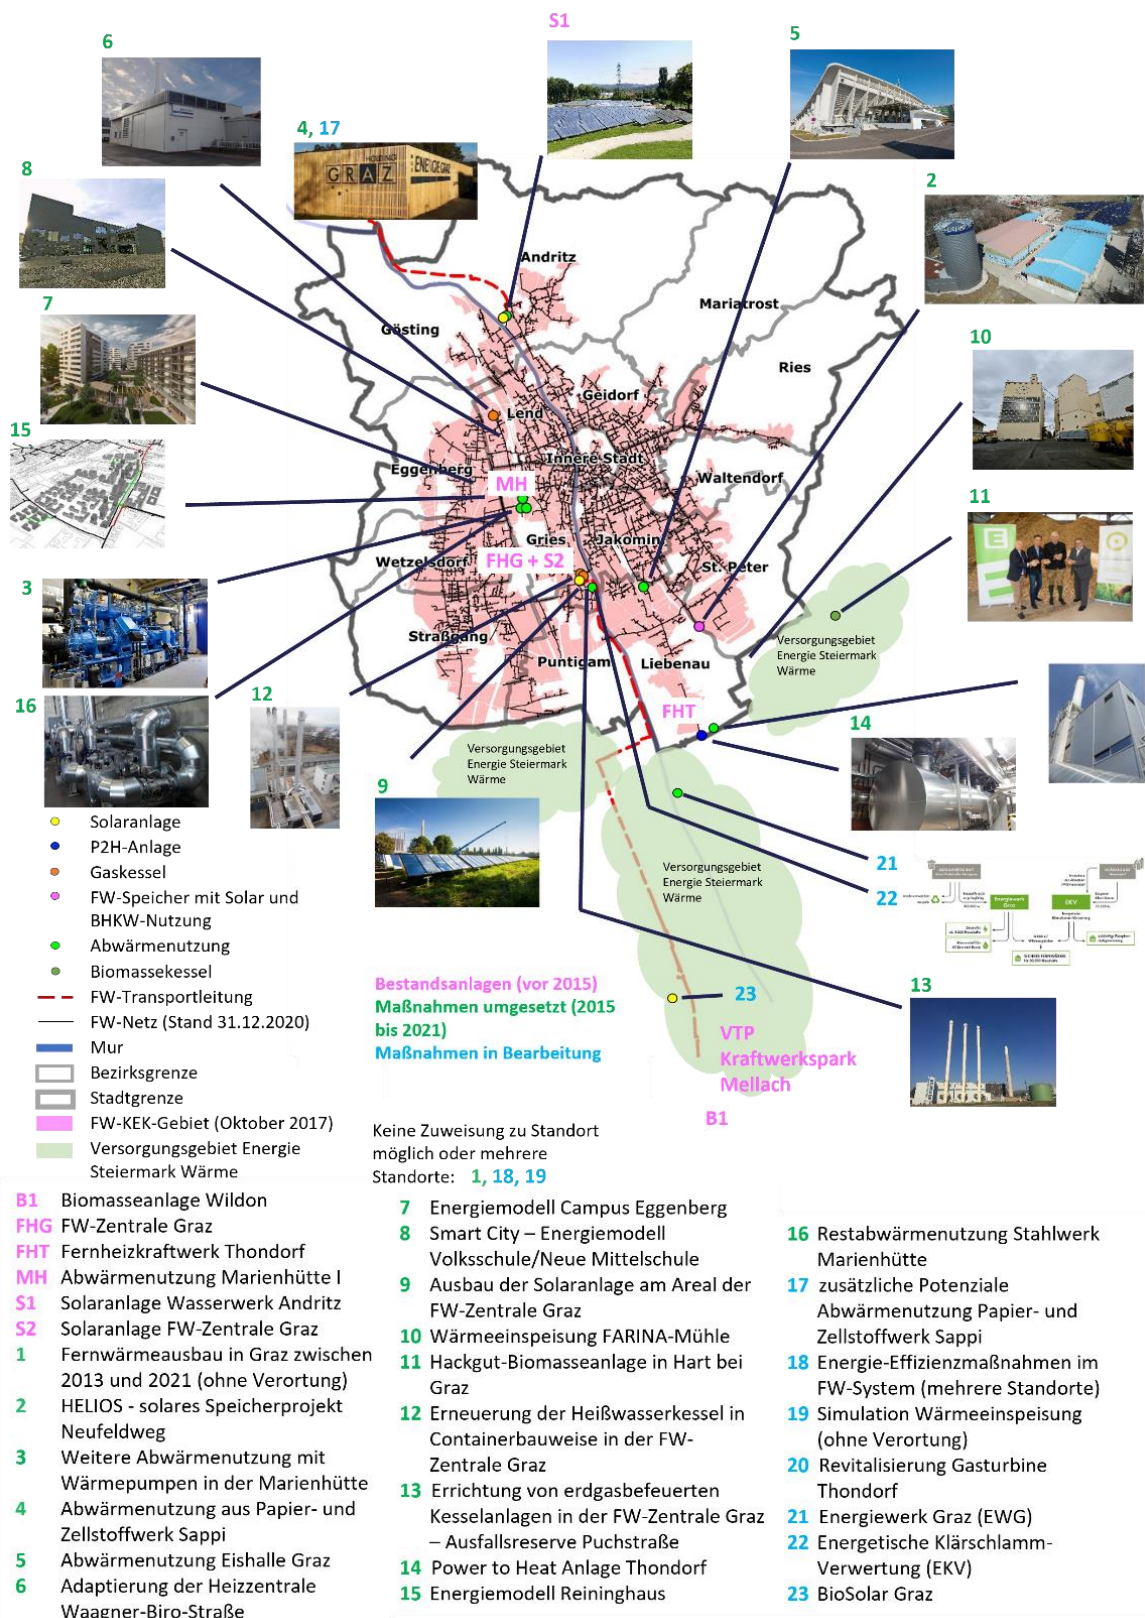 S1
6
5
4, 17
HOLDING
GRAZ
ENERGIE GRAZ
8
2
Andritz
Mariatrost
7
Gösting
10
Ries
Geidorf
Lend
15
Innere Stadt
Eggenberg
MH
Waltendorf
11
Gries
Jakomin
FHG + S2
Wetzelsdorf
St. Peter
3
Straßgang
Versorgungsgebiet
Energie Steiermark
Wärme
Puntigam
Liebenau
12
16
FHT
14
Versorgungsgebiet
Energie Steiermark
Wärme
9
Solaranlage
P2H-Anlage
Gaskessel
FW-Speicher mit Solar und
BHKW-Nutzung
Abwärmenutzung
Biomassekessel
FW-Transportleitung
FW-Netz (Stand 31.12.2020)
Mur
Bezirksgrenze
Stadtgrenze
FW-KEK-Gebiet (Oktober 2017)
Versorgungsgebiet Energie
Steiermark Wärme
21
Versorgungsgebiet
Energie Steiermark
Wärme
22
Energiewerk
Graz
EKV
Bestandsanlagen (vor 2015)
Maßnahmen umgesetzt (2015
bis 2021)
Maßnahmen in Bearbeitung
23
13
VTP
Kraftwerkspark
Mellach
B1
Keine Zuweisung zu Standort
möglich oder mehrere
Standorte: 1, 18, 19
B1 Biomasseanlage Wildon
FHG FW-Zentrale Graz
FHT Fernheizkraftwerk Thondorf
MH Abwärmenutzung Marienhütte I
S1 Solaranlage Wasserwerk Andritz
S2 Solaranlage FW-Zentrale Graz
1 Fernwärmeausbau in Graz zwischen
2013 und 2021 (ohne Verortung)
2 HELIOS - solares Speicherprojekt
Neufeldweg
3 Weitere Abwärmenutzung mit
Wärmepumpen in der Marienhütte
4 Abwärmenutzung aus Papier- und
Zellstoffwerk Sappi
5 Abwärmenutzung Eishalle Graz
6 Adaptierung der Heizzentrale
Waagner-Biro-Straße
7 Energiemodell Campus Eggenberg
8 Smart City – Energiemodell
Volksschule/Neue Mittelschule
9 Ausbau der Solaranlage am Areal der
FW-Zentrale Graz
10 Wärmeeinspeisung FARINA-Mühle
11 Hackgut-Biomasseanlage in Hart bei
Graz
12 Erneuerung der Heißwasserkessel in
Containerbauweise in der FW-
Zentrale Graz
13 Errichtung von erdgasbefeuerten
Kesselanlagen in der FW-Zentrale Graz
– Ausfallsreserve Puchstraße
14 Power to Heat Anlage Thondorf
15 Energiemodell Reininghaus
16 Restabwärmenutzung Stahlwerk
Marienhütte
17 zusätzliche Potenziale
Abwärmenutzung Papier- und
Zellstoffwerk Sappi
18 Energie-Effizienzmaßnahmen im
FW-System (mehrere Standorte)
19 Simulation Wärmeeinspeisung
(ohne Verortung)
20 Revitalisierung Gasturbine
Thondorf
21 Energiewerk Graz (EWG)
22 Energetische Klärschlamm-
Verwertung (EKV)
23 BioSolar Graz